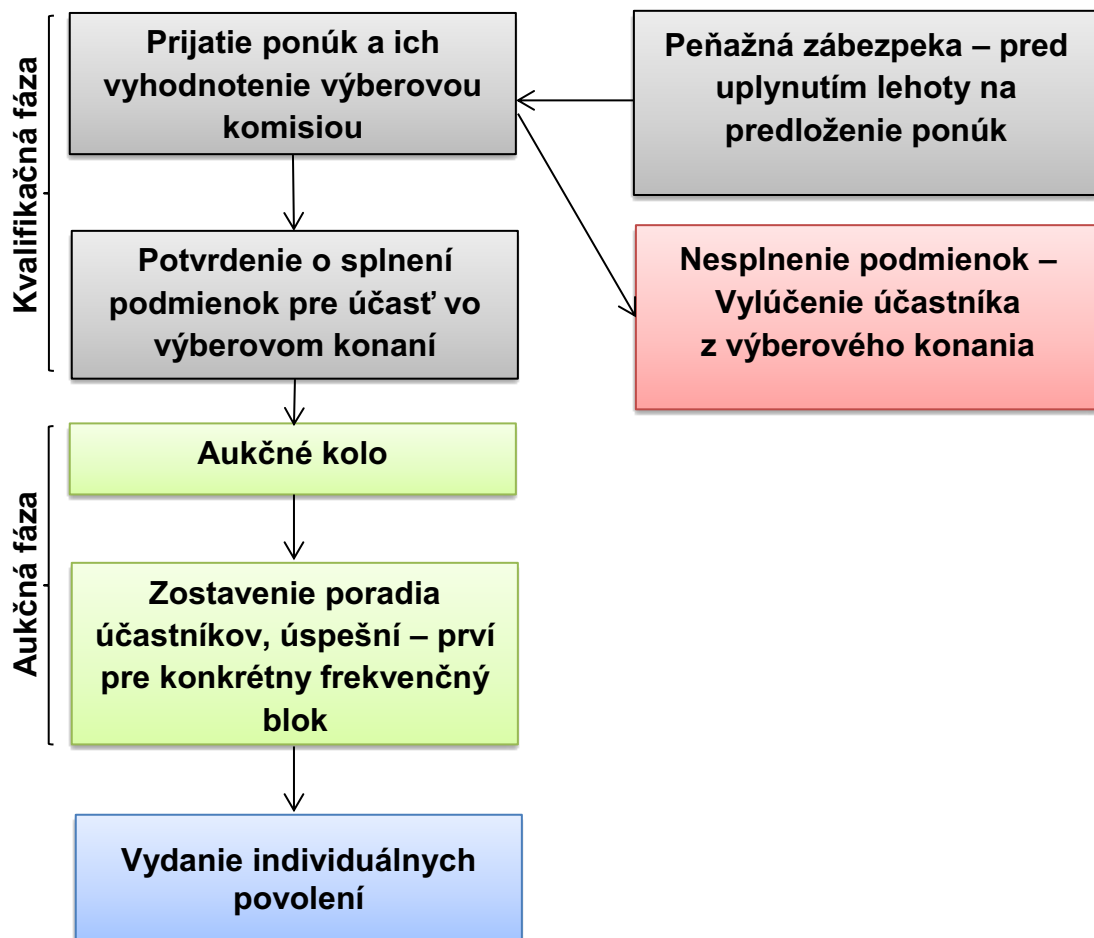 Kvalifikačná fáza
Prijatie ponúk a ich
vyhodnotenie výberovou
komisiou
Peňažná zábezpeka – pred
uplynutím lehoty na
predloženie ponúk
Potvrdenie o splnení
podmienok pre účasť vo
výberovom konaní
Nesplnenie podmienok –
Vylúčenie účastníka
z výberového konania
Aukčná fáza
Aukčné kolo
Zostavenie poradia
účastníkov, úspešní – prví
pre konkrétny frekvenčný
blok
Vydanie individuálnych
povolení